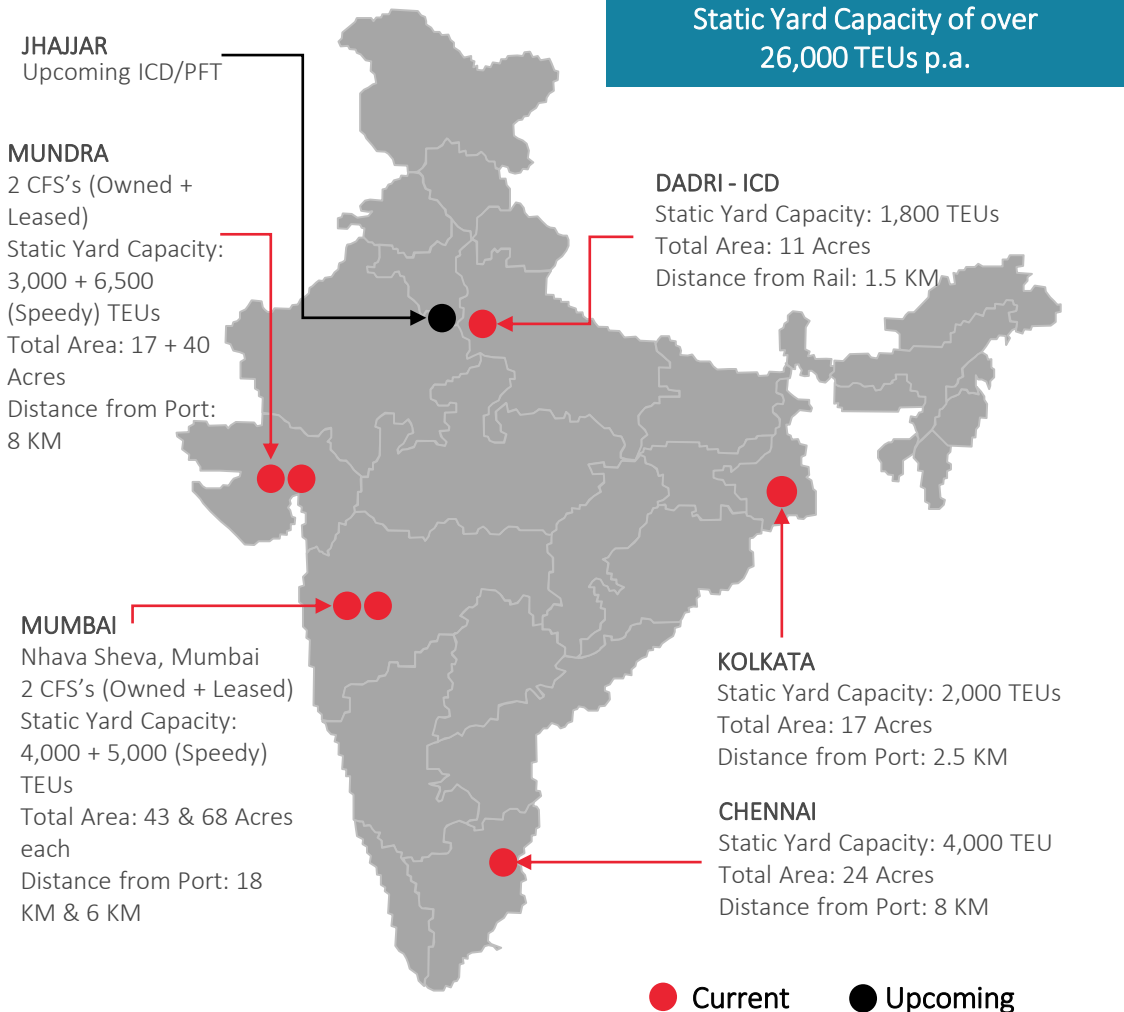 Static Yard Capacity of over
26,000 TEUs p.a.
JHAJJAR
Upcoming ICD/PFT
MUNDRA
2 CFS's (Owned +
Leased)
Static Yard Capacity:
3,000 + 6,500
(Speedy) TEUs
Total Area: 17 + 40
Acres
Distance from Port:
8 KM
DADRI - ICD
Static Yard Capacity: 1,800 TEUs
Total Area: 11 Acres
Distance from Rail: 1.5 KM
MUMBAI
Nhava Sheva, Mumbai
2 CFS's (Owned + Leased)
Static Yard Capacity:
4,000 + 5,000 (Speedy)
TEUs
Total Area: 43 & 68 Acres
each
Distance from Port: 18
KM & 6 KM
KOLKATA
Static Yard Capacity: 2,000 TEUs
Total Area: 17 Acres
Distance from Port: 2.5 KM
CHENNAI
Static Yard Capacity: 4,000 TEU
Total Area: 24 Acres
Distance from Port: 8 KM
Current
Upcoming